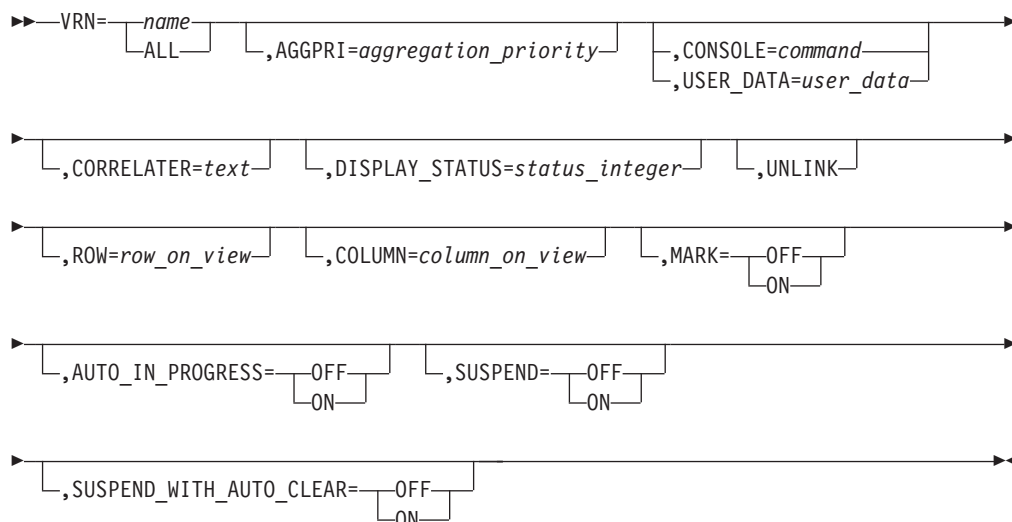 VRN= name ,AGGPRI=aggregation_priority ,CONSOLE=command
ALL ,USER_DATA=user_data
,CORRELATER=text ,DISPLAY_STATUS=status_integer ,UNLINK
,ROW=row_on_view ,COLUMN=column_on_view ,MARK= OFF
ON
,AUTO_IN_PROGRESS= OFF ,SUSPEND= OFF
ON ON
,SUSPEND_WITH_AUTO_CLEAR= OFF
ON